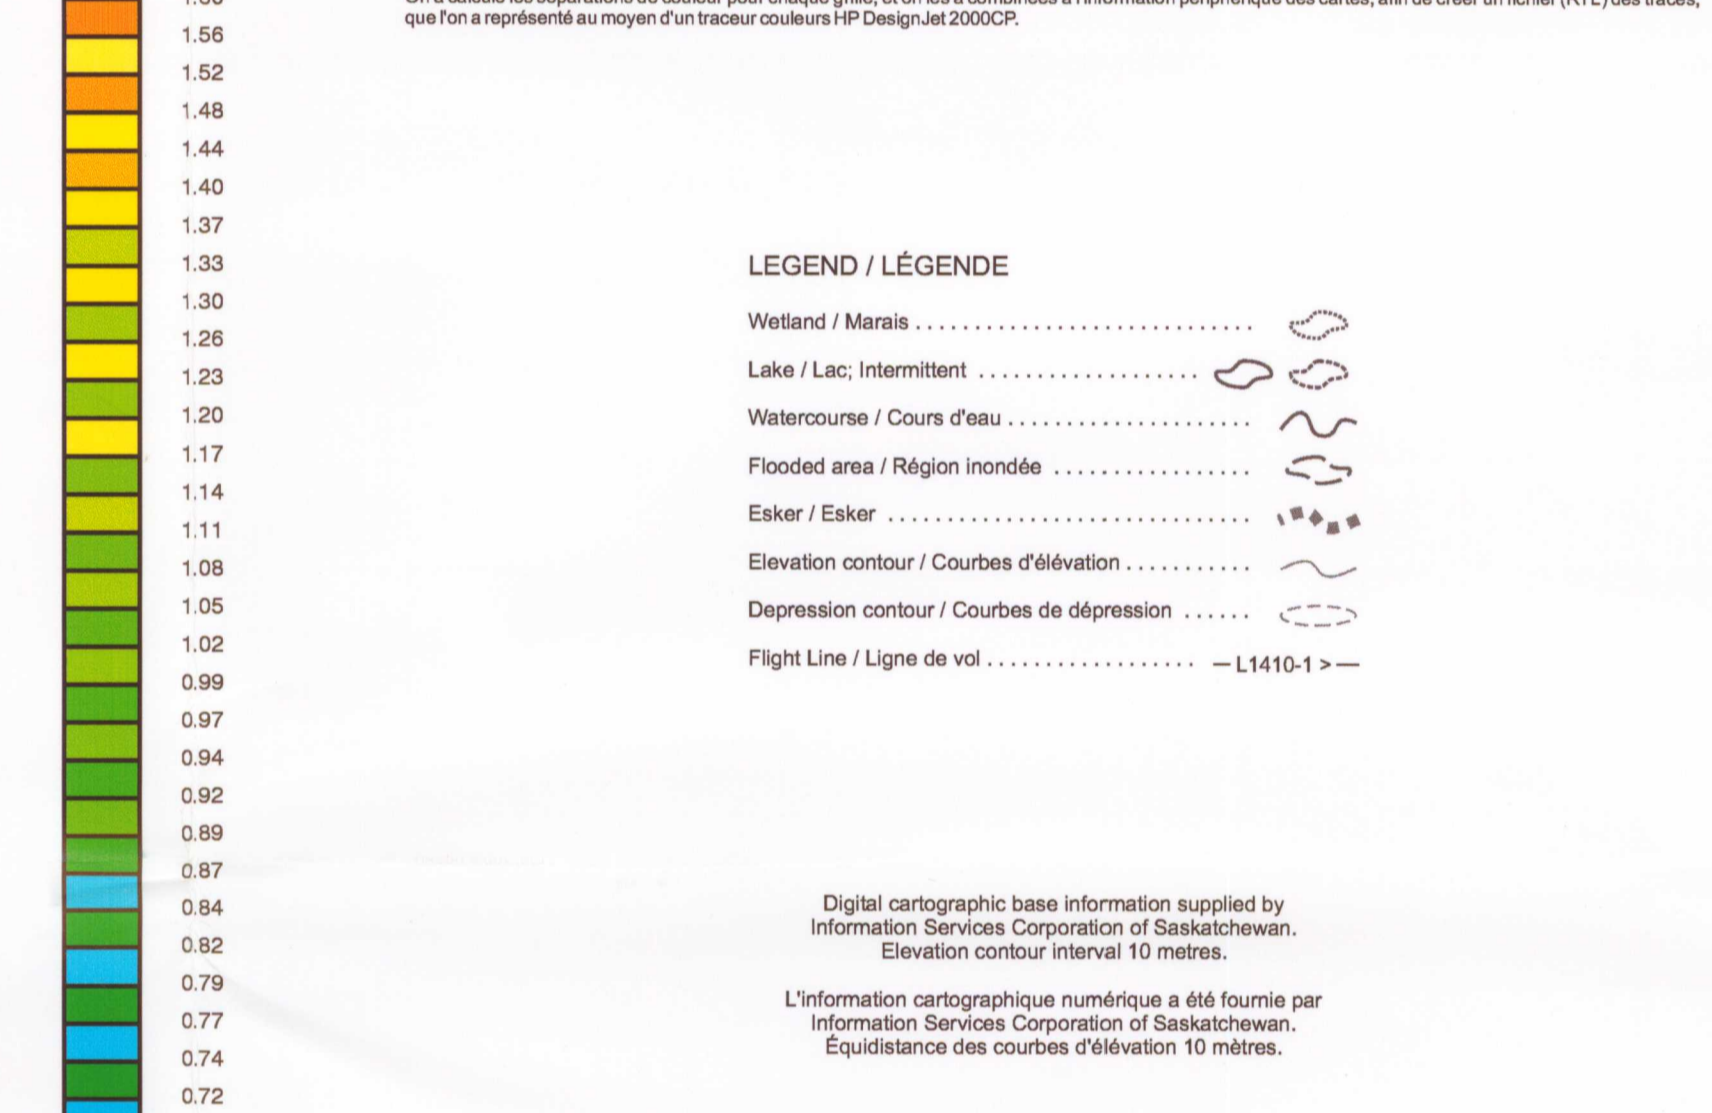 que l'on a représenté au moyen d'un traceur couleurs HP DesignJet 2000CP.
1.56
1.52
1.48
1.44
1.40
1.37
1.33
1.30
1.26
1.23
1.20
1.17
1.14
1.11
1.08
1.05
1.02
0.99
0.97
0.94
0.92
0.89
0.87
0.84
0.82
0.79
0.77
0.74
0.72
LEGEND / LÉGENDE
Wetland / Marais
Lake / Lac; Intermittent
Watercourse / Cours d'eau
Flooded area / Région inondée
Esker / Esker
Elevation contour / Courbes d'élévation
Depression contour / Courbes de dépression
Flight Line / Ligne de vol — L1410-1 > —
Digital cartographic base information supplied by
Information Services Corporation of Saskatchewan.
Elevation contour interval 10 metres.
L'information cartographique numérique a été fournie par
Information Services Corporation of Saskatchewan.
Équidistance des courbes d'élévation 10 mètres.